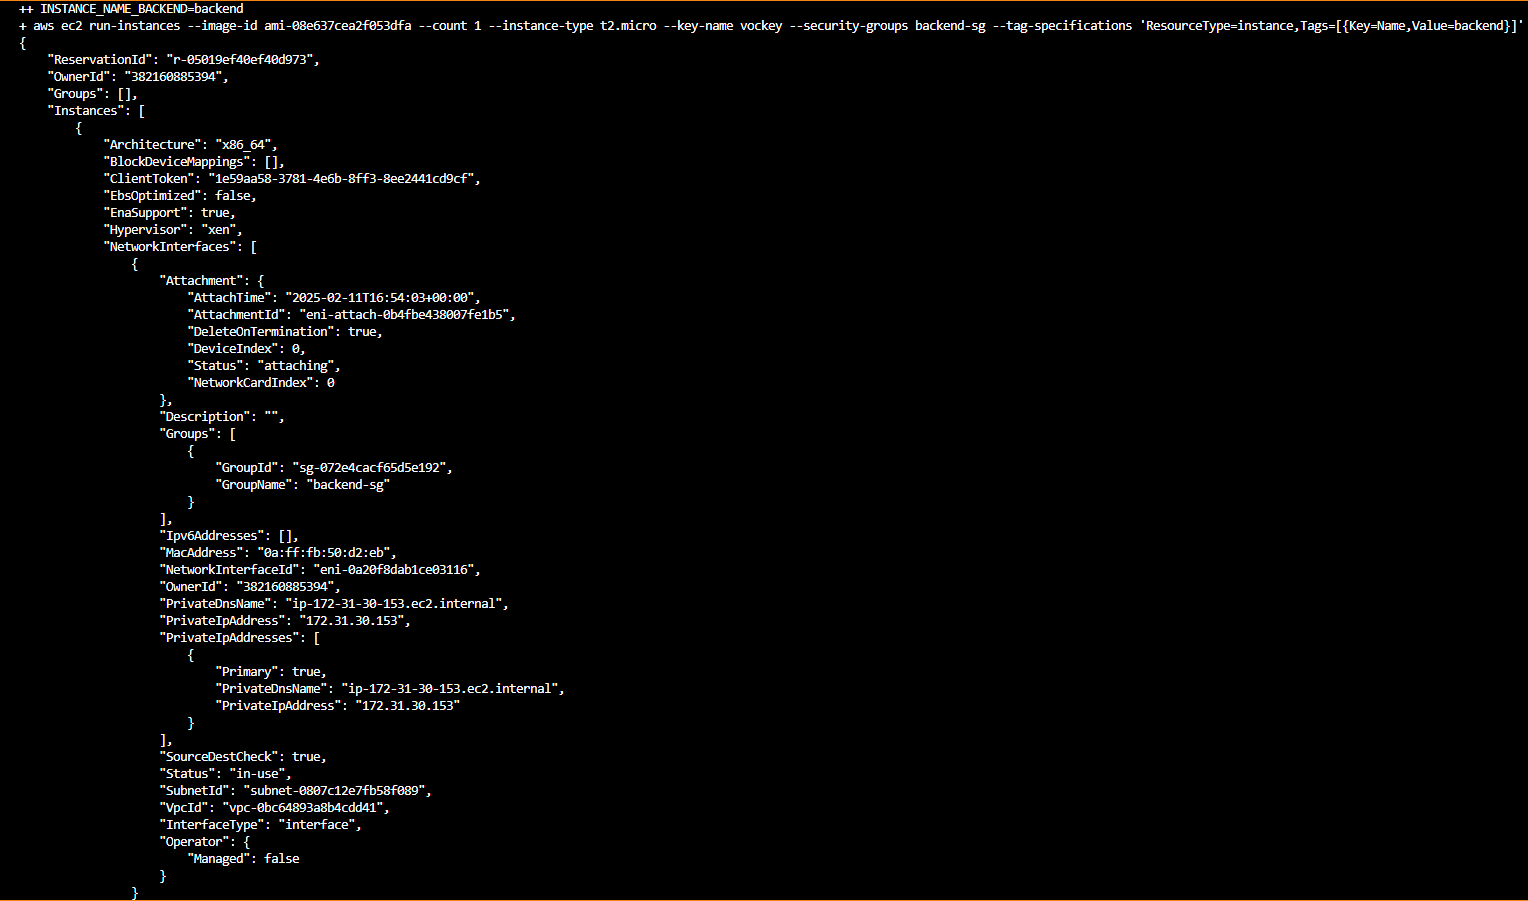 ++ INSTANCE_NAME_BACKEND=backend
+ aws ec2 run-instances --image-id ami-08e637cea2f053dfa --count 1 --instance-type t2.micro --key-name vockey --security-groups backend-sg --tag-specifications 'ResourceType=instance,Tags=[{Key=Name,Value=backend}]'
{
    "ReservationId": "r-05019ef40ef40d973",
    "OwnerId": "382160885394",
    "Groups": [],
    "Instances": [
        {
            "Architecture": "x86_64",
            "BlockDeviceMappings": [],
            "ClientToken": "1e59aa58-3781-4e6b-8ff3-8ee2441cd9cf",
            "EbsOptimized": false,
            "EnaSupport": true,
            "Hypervisor": "xen",
            "NetworkInterfaces": [
                {
                    "Attachment": {
                        "AttachTime": "2025-02-11T16:54:03+00:00",
                        "AttachmentId": "eni-attach-0b4fbe438007fe1b5",
                        "DeleteOnTermination": true,
                        "DeviceIndex": 0,
                        "Status": "attaching",
                        "NetworkCardIndex": 0
                    },
                    "Description": "",
                    "Groups": [
                        {
                            "GroupId": "sg-072e4cacf65d5e192",
                            "GroupName": "backend-sg"
                        }
                    ],
                    "Ipv6Addresses": [],
                    "MacAddress": "0a:ff:fb:50:d2:eb",
                    "NetworkInterfaceId": "eni-0a20f8dab1ce03116",
                    "OwnerId": "382160885394",
                    "PrivateDnsName": "ip-172-31-30-153.ec2.internal",
                    "PrivateIpAddress": "172.31.30.153",
                    "PrivateIpAddresses": [
                        {
                            "Primary": true,
                            "PrivateDnsName": "ip-172-31-30-153.ec2.internal",
                            "PrivateIpAddress": "172.31.30.153"
                        }
                    ],
                    "SourceDestCheck": true,
                    "Status": "in-use",
                    "SubnetId": "subnet-0807c12e7fb58f089",
                    "VpcId": "vpc-0bc64893a8b4cdd41",
                    "InterfaceType": "interface",
                    "Operator": {
                        "Managed": false
                    }
                }